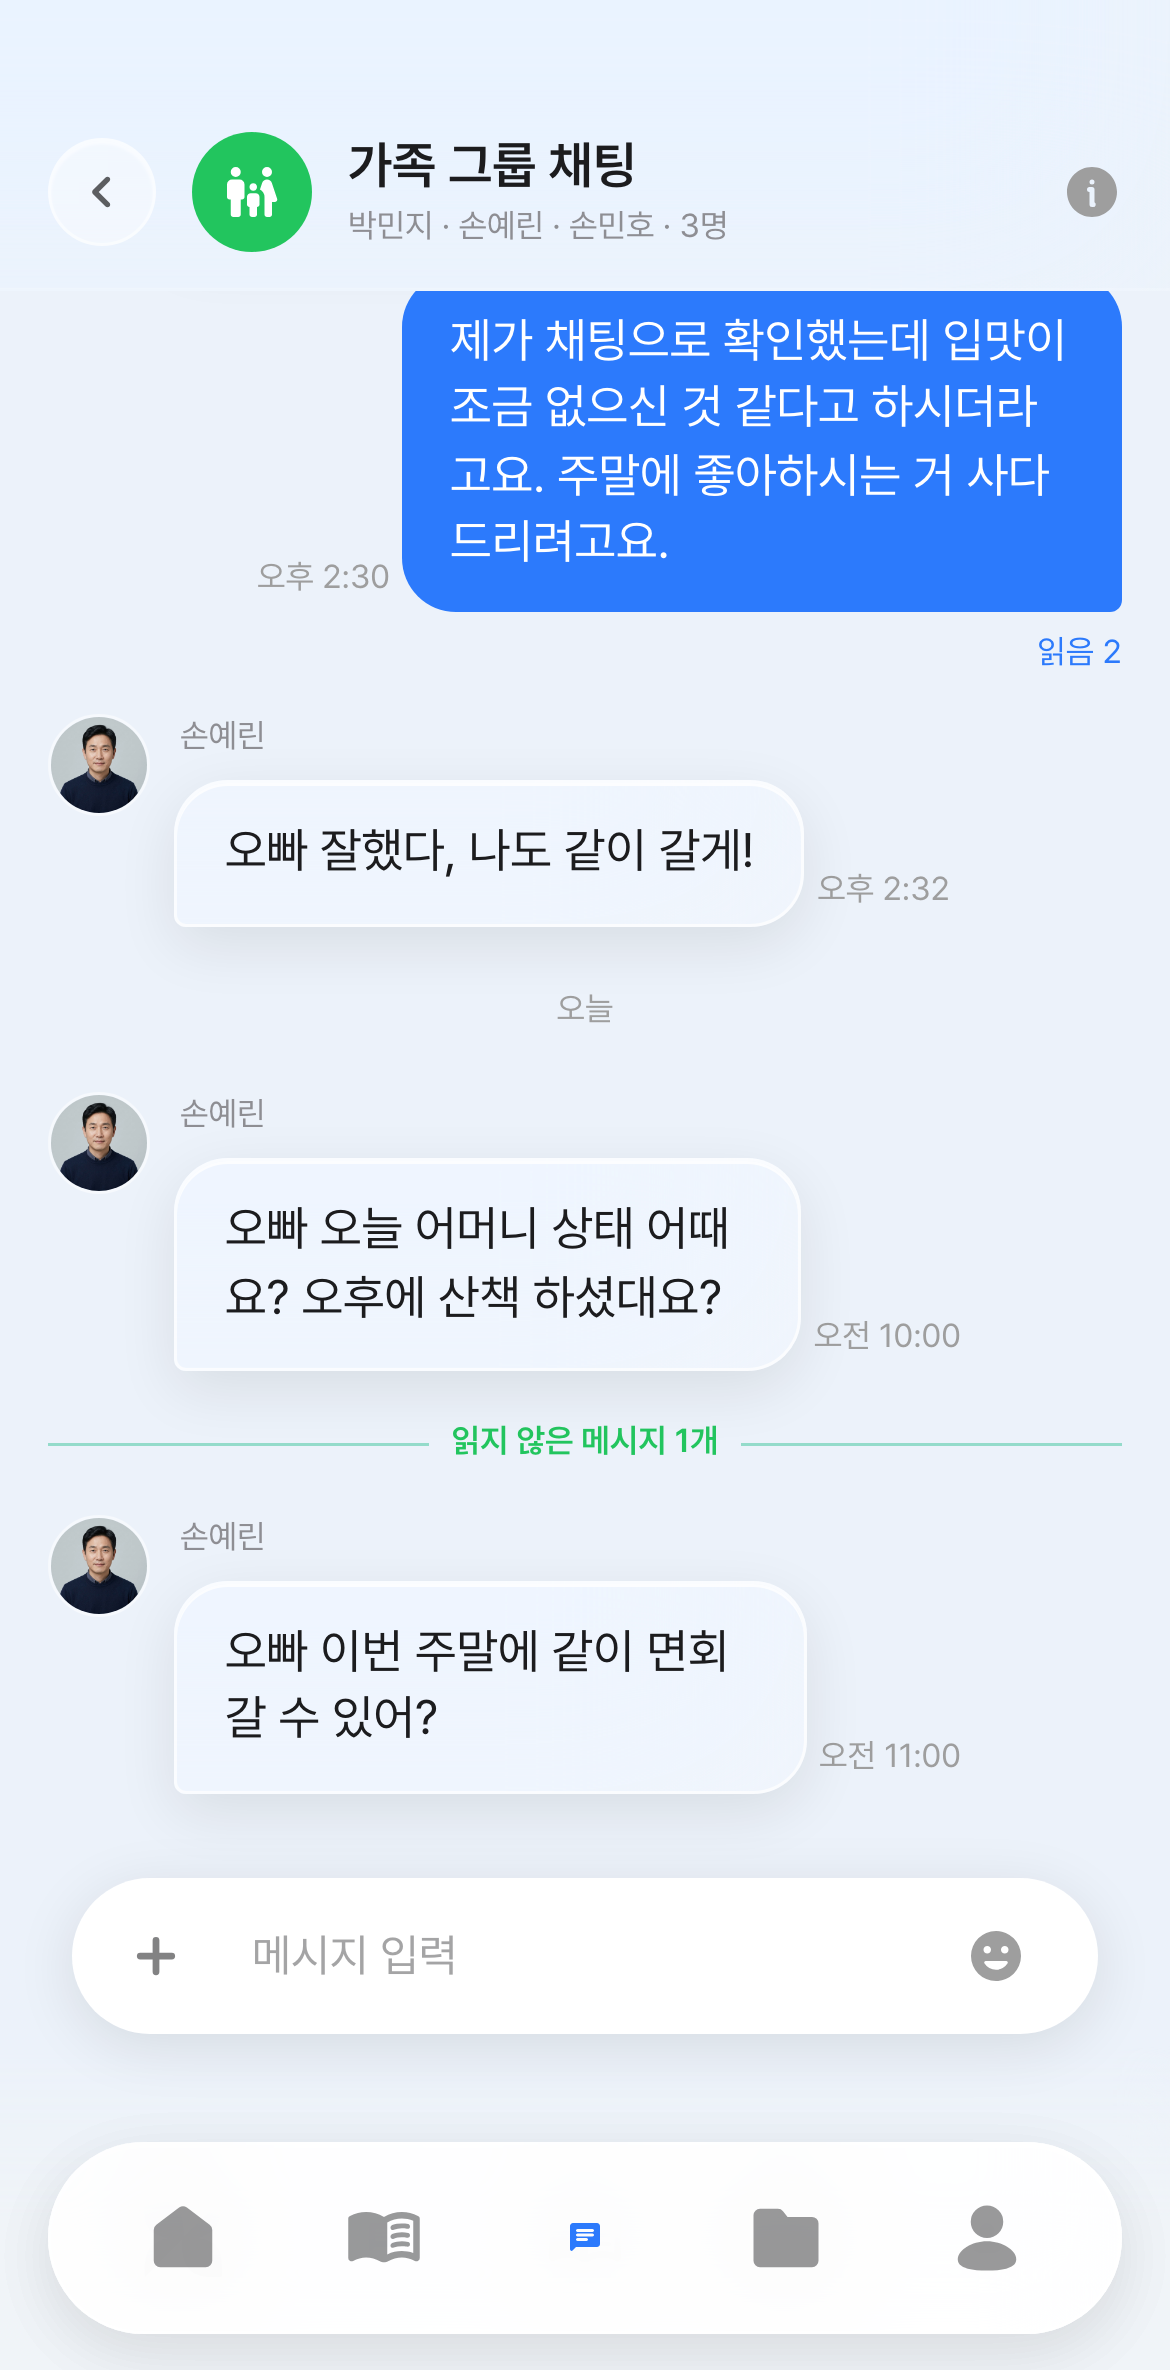 가족 그룹 채팅
박민지 · 손예린 · 손민호 · 3명
제가 채팅으로 확인했는데 입맛이
조금 없으신 것 같다고 하시더라
고요. 주말에 좋아하시는 거 사다
드리려고요.
오후 2:30
읽음 2
손예린
오빠 잘했다, 나도 같이 갈게!
오후 2:32
오늘
손예린
오빠 오늘 어머니 상태 어때
요? 오후에 산책 하셨대요?
오전 10:00
읽지 않은 메시지 1개
손예린
오빠 이번 주말에 같이 면회
갈 수 있어?
오전 11:00
메시지 입력